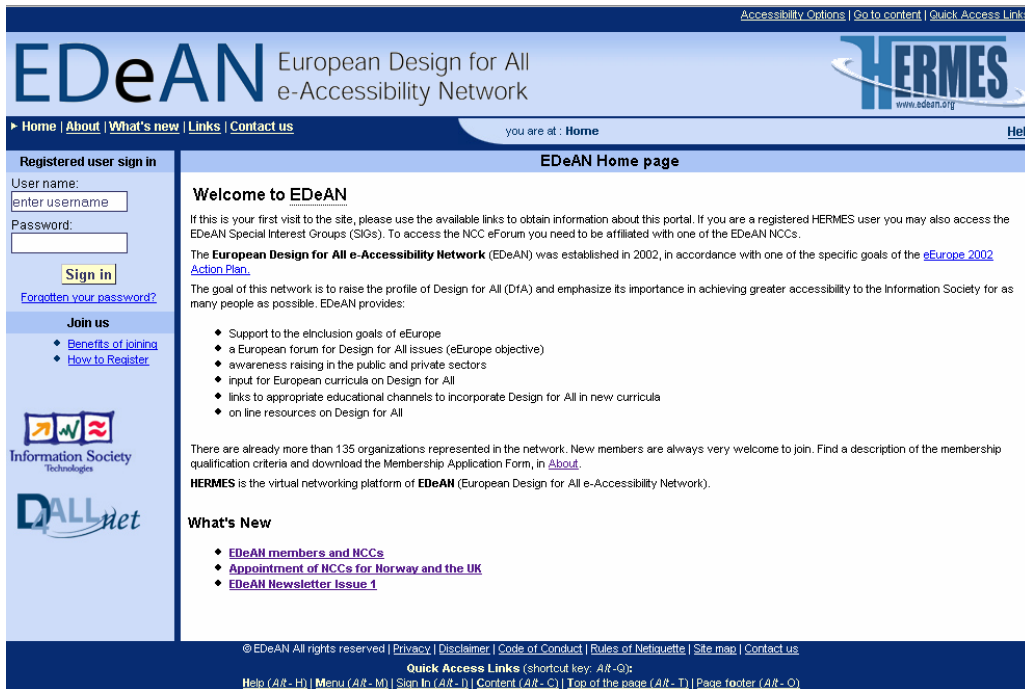 Accessibility Options | Go to content | Quick Access Links
EDeAN European Design for All
e-Accessibility Network
HERMES
www.edean.org
Home | About | What's new | Links | Contact us
you are at : Home
Help
Registered user sign in
User name:
enter username
Password:
Sign in
Forgotten your password?
Join us
Benefits of joining
How to Register
Information Society
Technologies
D4ALLnet
EDeAN Home page
Welcome to EDeAN
If this is your first visit to the site, please use the available links to obtain information about this portal. If you are a registered HERMES user you may also access the
EDeAN Special Interest Groups (SIGs). To access the NCC eForum you need to be affiliated with one of the EDeAN NCCs.
The European Design for All e-Accessibility Network (EDeAN) was established in 2002, in accordance with one of the specific goals of the eEurope 2002
Action Plan.
The goal of this network is to raise the profile of Design for All (DfA) and emphasize its importance in achieving greater accessibility to the Information Society for as
many people as possible. EDeAN provides:
Support to the eInclusion goals of eEurope
a European forum for Design for All issues (eEurope objective)
awareness raising in the public and private sectors
input for European curricula on Design for All
links to appropriate educational channels to incorporate Design for All in new curricula
on line resources on Design for All
There are already more than 135 organizations represented in the network. New members are always very welcome to join. Find a description of the membership
qualification criteria and download the Membership Application Form, in About.
HERMES is the virtual networking platform of EDeAN (European Design for All e-Accessibility Network).
What's New
EDeAN members and NCCs
Appointment of NCCs for Norway and the UK
EDeAN Newsletter Issue 1
© EDeAN All rights reserved | Privacy | Disclaimer | Code of Conduct | Rules of Netiquette | Site map | Contact us
Quick Access Links (shortcut key: Alt-Q):
Help (Alt - H) | Menu (Alt - M) | Sign In (Alt - I) | Content (Alt - C) | Top of the page (Alt - T) | Page footer (Alt - O)